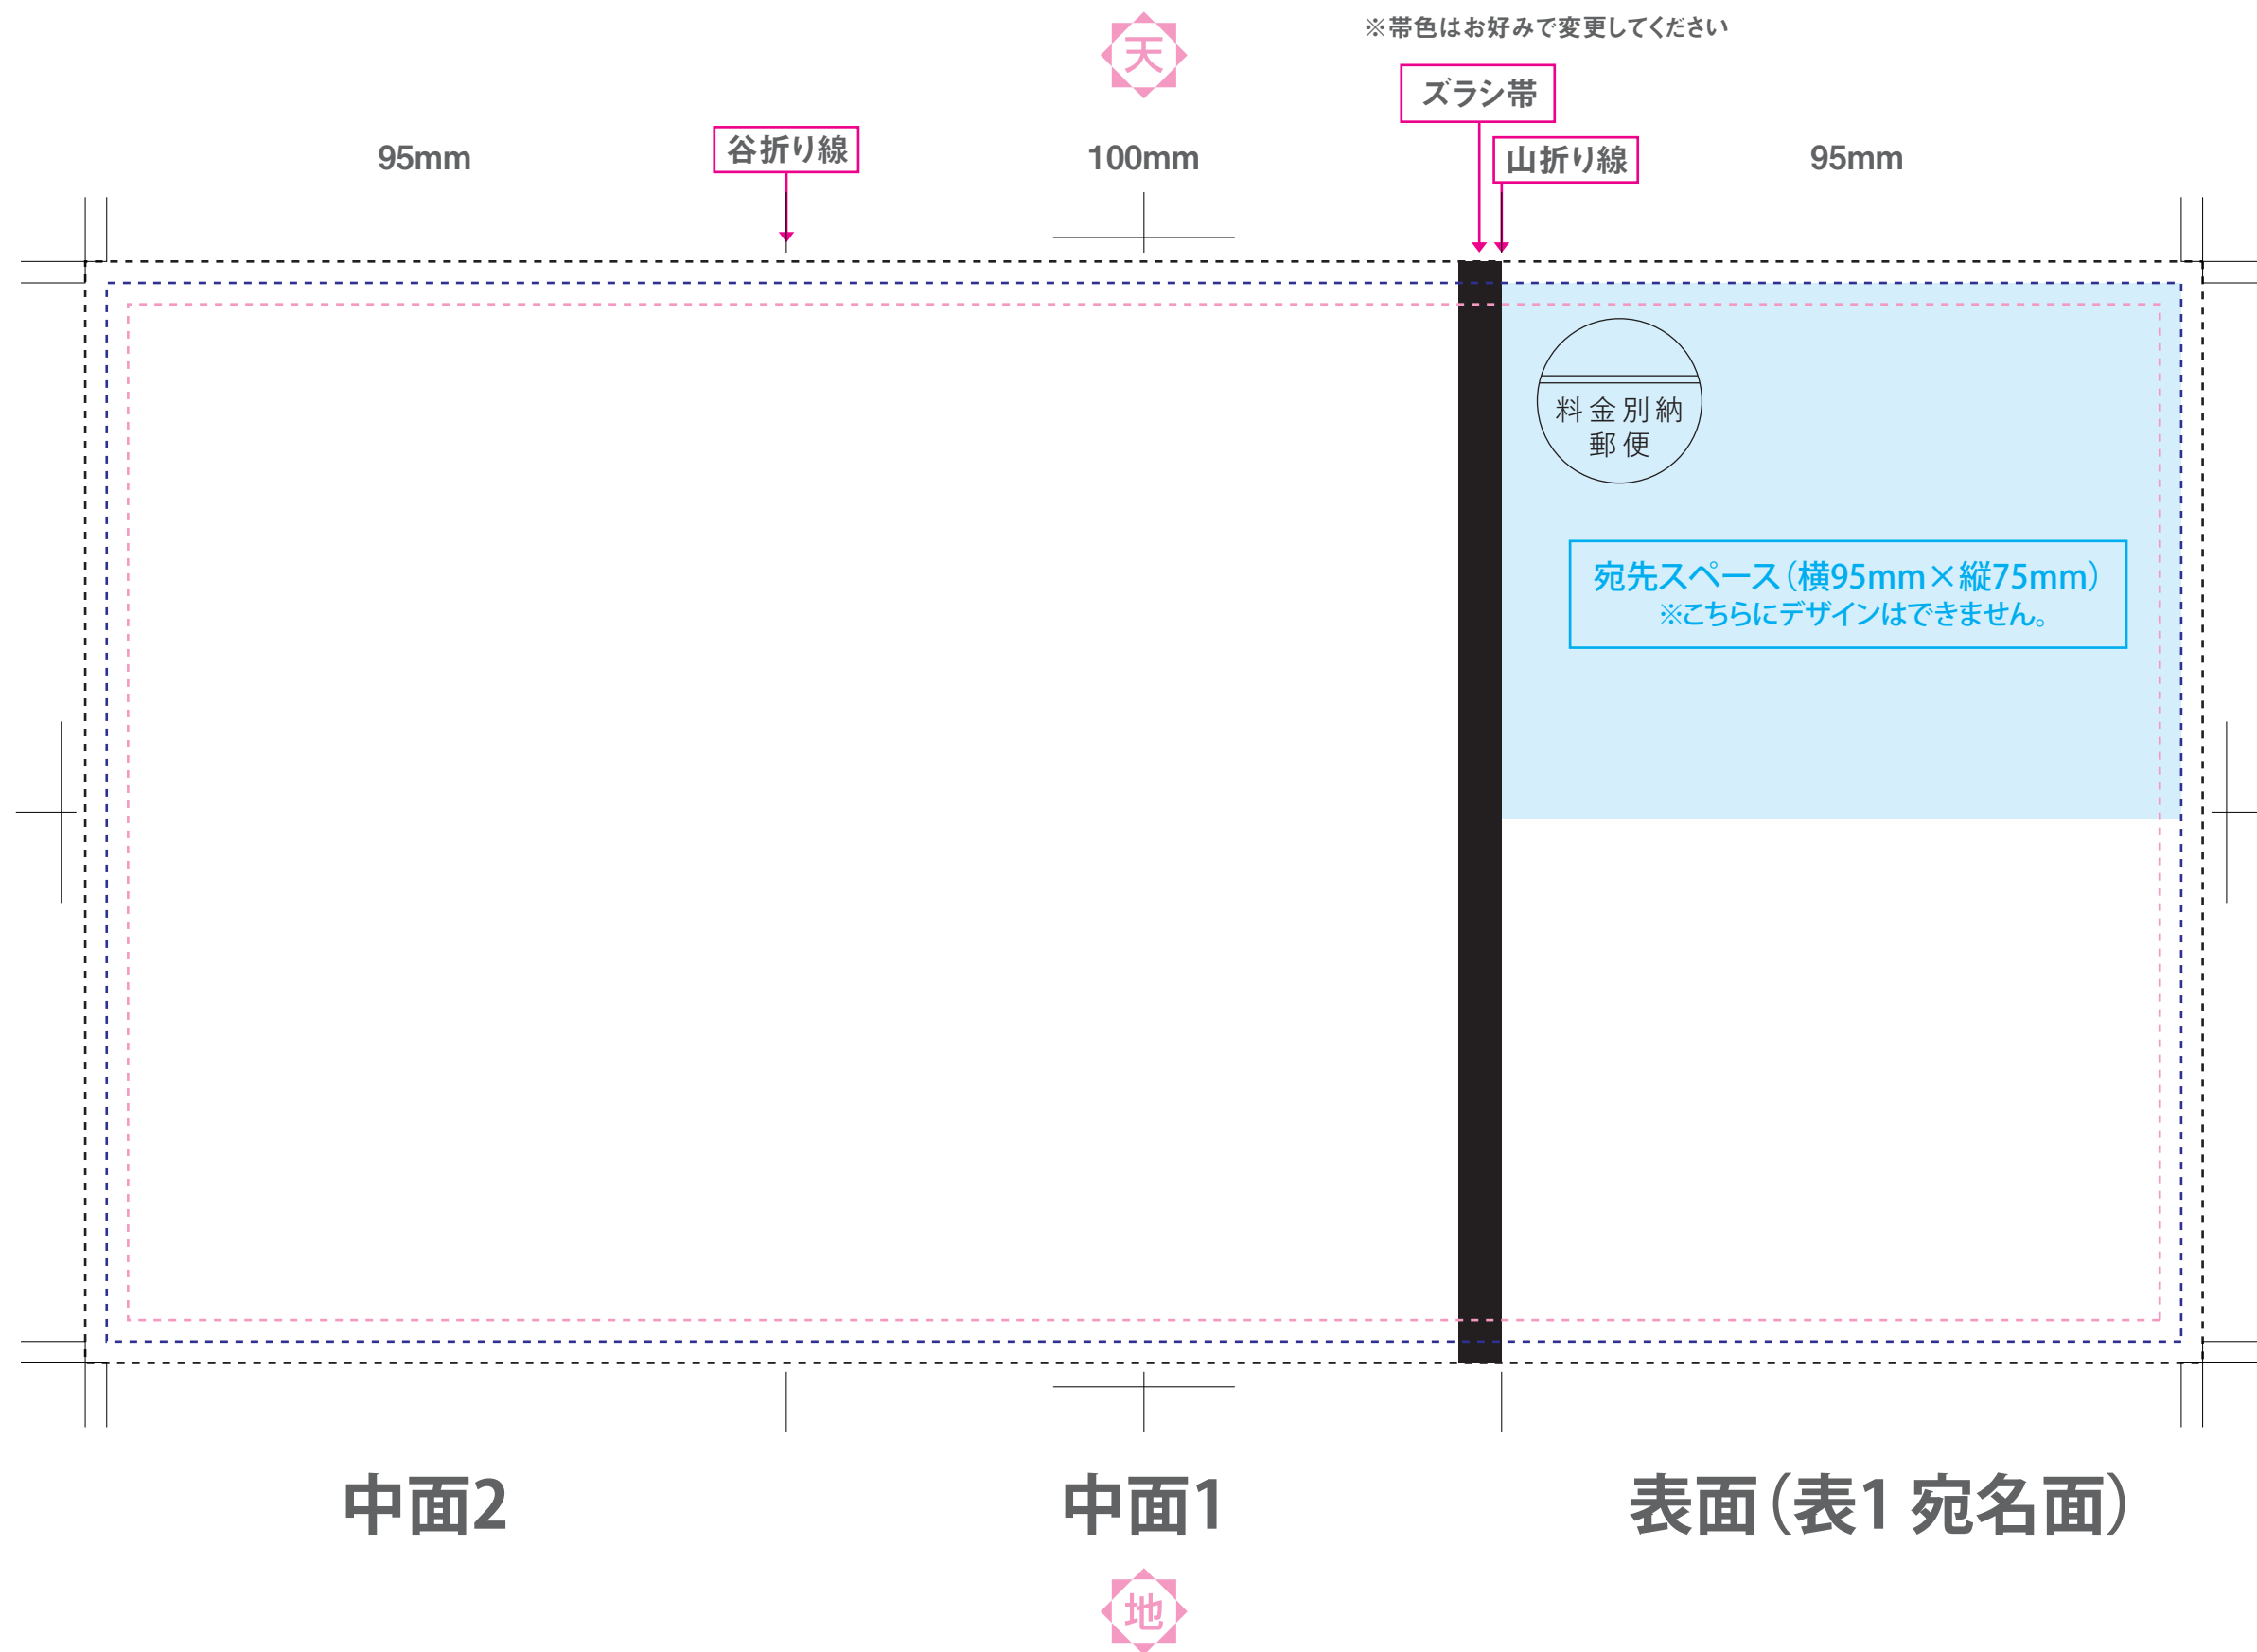 天
※帯色はお好みで変更してください
ズラシ帯
95mm
谷折り線
100mm
山折り線
95mm
料金別納
郵便
宛先スペース（横95mm×縦75mm）
※こちらにデザインはできません。
中面2
中面1
表面（表1 宛名面）
地